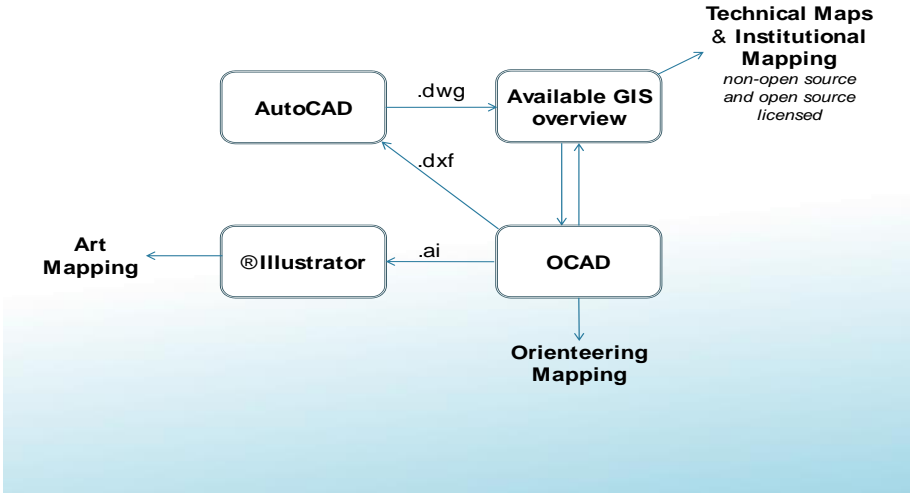 Technical Maps
& Institutional
Mapping
non-open source
and open source
licensed
AutoCAD
.dwg
Available GIS
overview
.dxf
Art
Mapping
®Illustrator
.ai
OCAD
Orienteering
Mapping